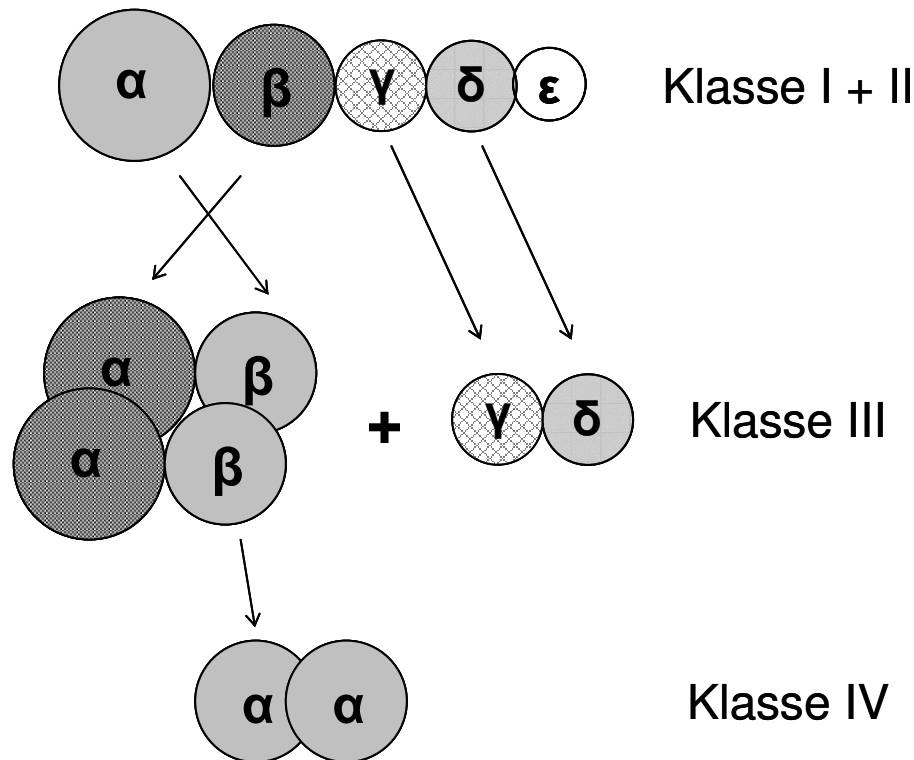 α β γ δ ε Klasse I + II
α β
+ γ δ Klasse III
α β
α α Klasse IV